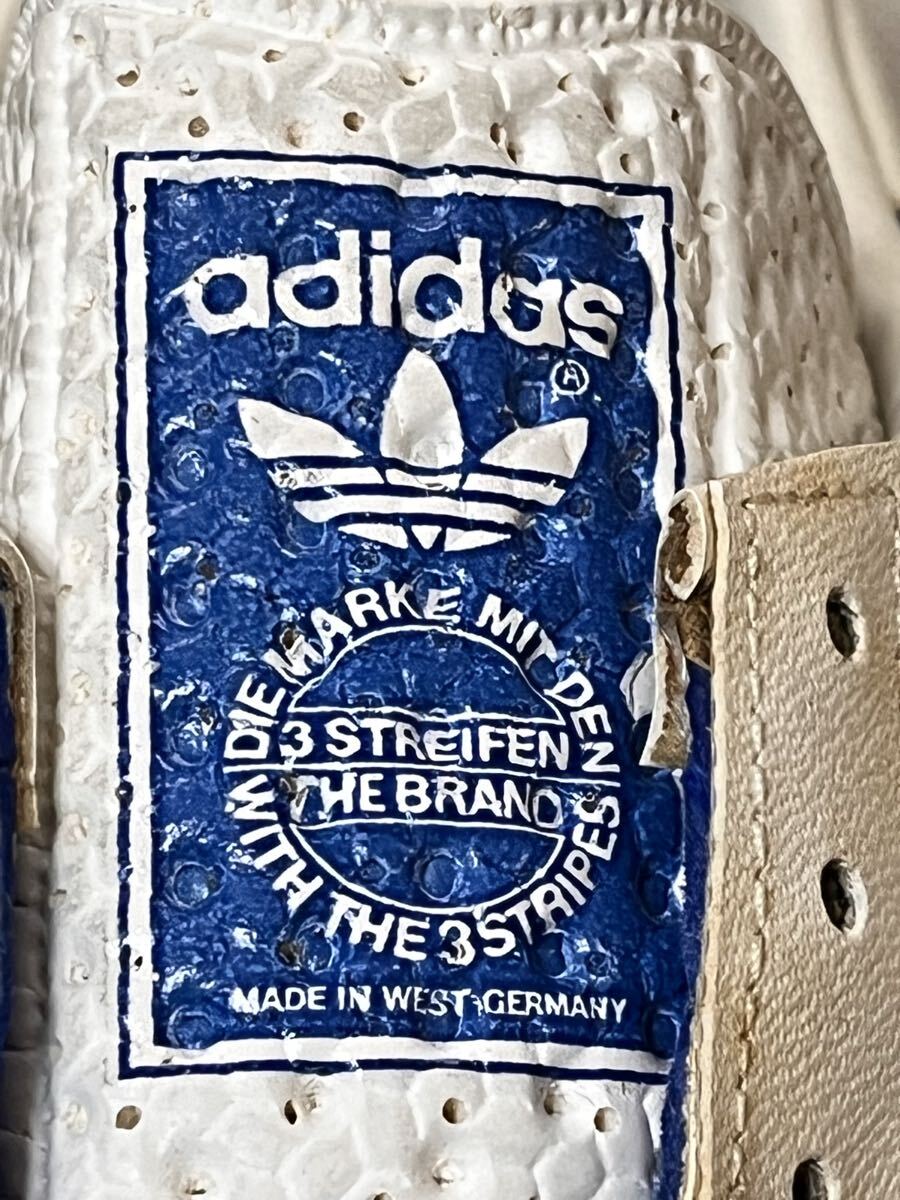 adidas
®
DIE MARKE MIT DEN
3 STREIFEN
THE BRAND
WITH THE 3 STRIPES
MADE IN WEST-GERMANY